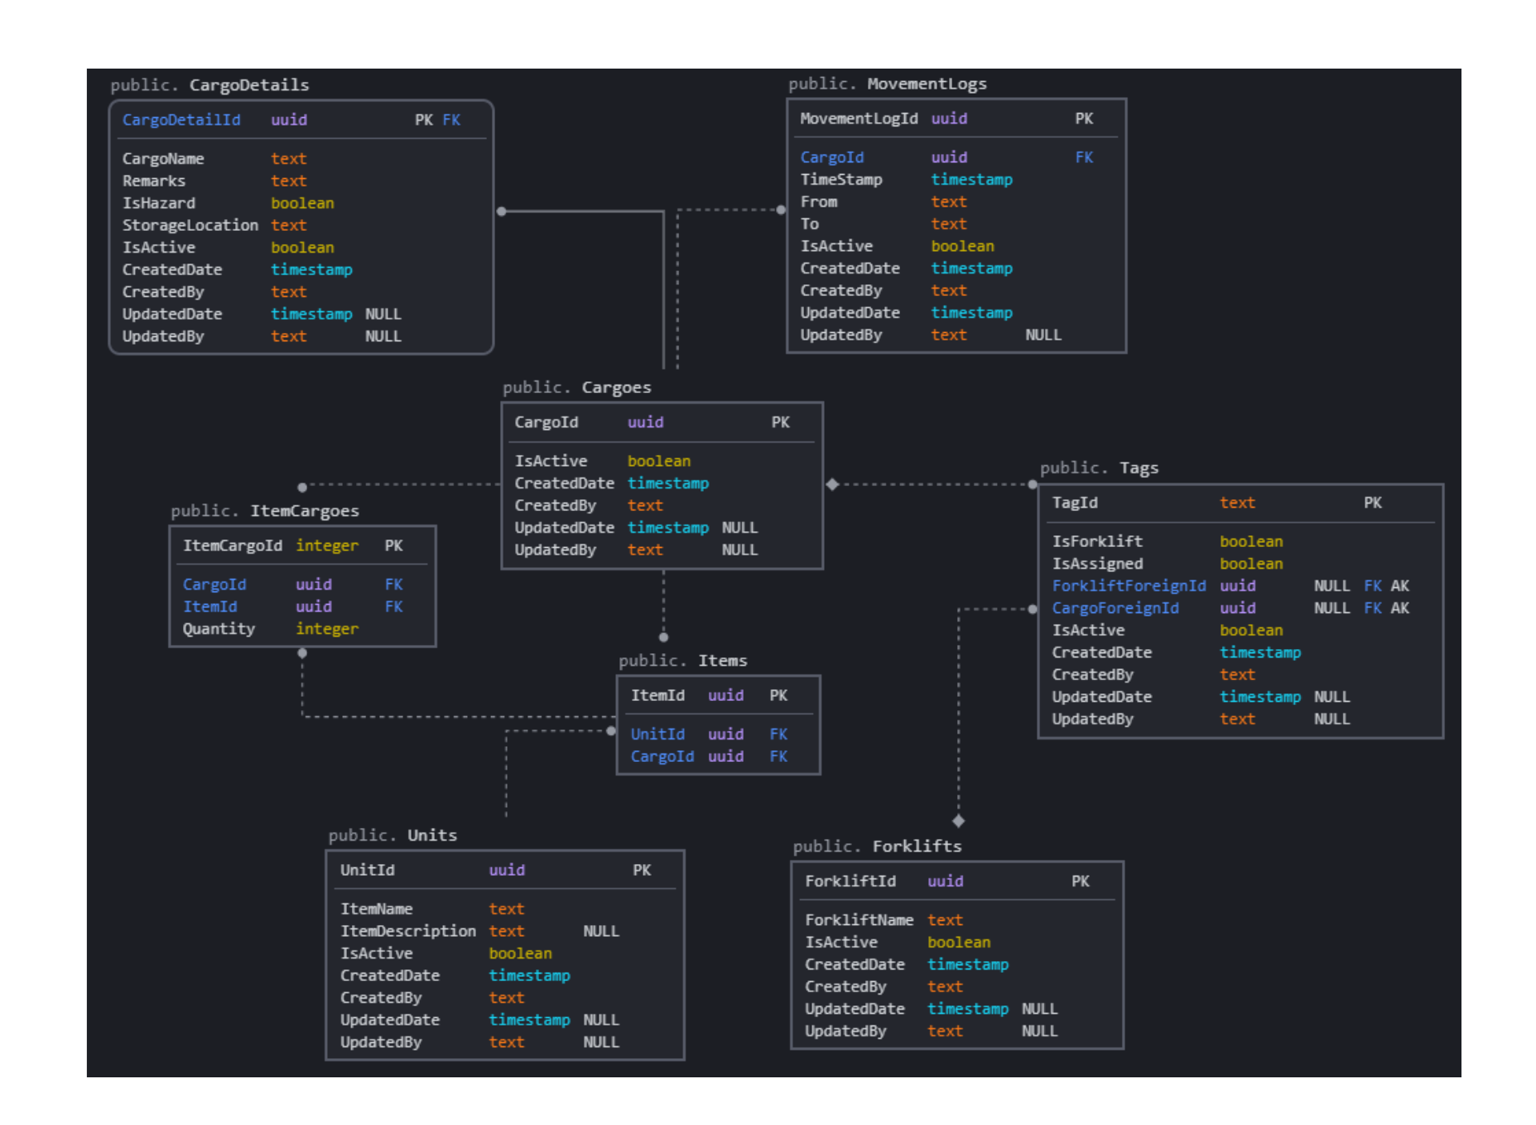 public. CargoDetails
CargoDetailId uuid PK FK
CargoName text
Remarks text
IsHazard boolean
StorageLocation text
IsActive boolean
CreatedDate timestamp
CreatedBy text
UpdatedDate timestamp NULL
UpdatedBy text NULL
public. MovementLogs
MovementLogId uuid PK
CargoId uuid FK
TimeStamp timestamp
From text
To text
IsActive boolean
CreatedDate timestamp
CreatedBy text
UpdatedDate timestamp
UpdatedBy text NULL
public. Cargoes
CargoId uuid PK
IsActive boolean
CreatedDate timestamp
CreatedBy text
UpdatedDate timestamp NULL
UpdatedBy text NULL
public. Tags
TagId text PK
IsForklift boolean
IsAssigned boolean
ForkliftForeignId uuid NULL FK AK
CargoForeignId uuid NULL FK AK
IsActive boolean
CreatedDate timestamp
CreatedBy text
UpdatedDate timestamp NULL
UpdatedBy text NULL
public. ItemCargoes
ItemCargoId integer PK
CargoId uuid FK
ItemId uuid FK
Quantity integer
public. Items
ItemId uuid PK
UnitId uuid FK
CargoId uuid FK
public. Units
UnitId uuid PK
ItemName text
ItemDescription text NULL
IsActive boolean
CreatedDate timestamp
CreatedBy text
UpdatedDate timestamp NULL
UpdatedBy text NULL
public. Forklifts
ForkliftId uuid PK
ForkliftName text
IsActive boolean
CreatedDate timestamp
CreatedBy text
UpdatedDate timestamp NULL
UpdatedBy text NULL